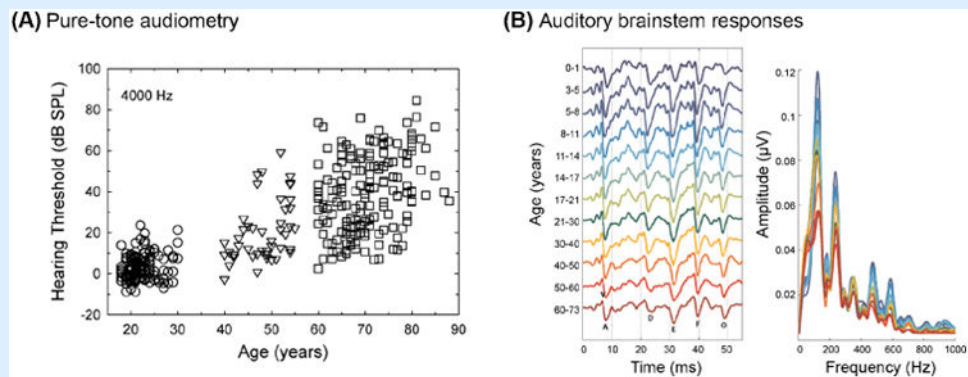 (A) Pure-tone audiometry
Hearing Threshold (dB SPL)
100
80
60
40
20
0
-20
4000 Hz
20 30 40 50 60 70 80 90
Age (years)
(B) Auditory brainstem responses
Age (years)
0-1
3-5
5-8
8-11
11-14
14-17
17-21
21-30
30-40
40-50
50-60
60-73
A D E F O
0 10 20 30 40 50
Time (ms)
Amplitude (μV)
0.12
0.10
0.08
0.06
0.04
0.02
0 200 400 600 800 1000
Frequency (Hz)